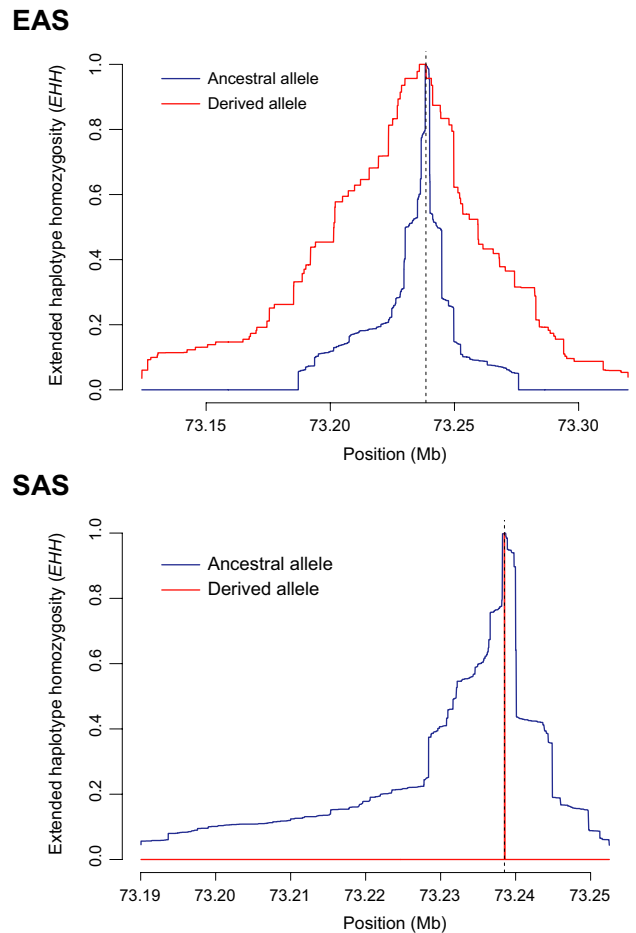 EAS
Extended haplotype homozygosity (EHH)
0.0 0.2 0.4 0.6 0.8 1.0
Ancestral allele
Derived allele
73.15 73.20 73.25 73.30
Position (Mb)
SAS
Extended haplotype homozygosity (EHH)
0.0 0.2 0.4 0.6 0.8 1.0
Ancestral allele
Derived allele
73.19 73.20 73.21 73.22 73.23 73.24 73.25
Position (Mb)